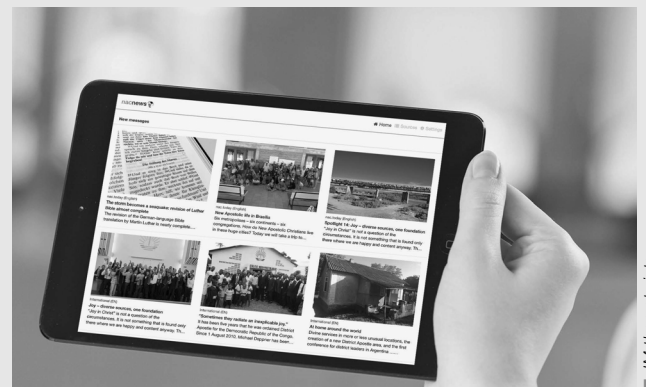 nacnews
Home Sources Settings
New messages
nac.today (English)
The storm becomes a seaquake: revision of Luther
Bible almost complete
The revision of the German-language Bible
translation by Martin Luther is nearly complete.…
nac.today (English)
New Apostolic life in Brasilia
Six metropolises – six continents – six
congregations. How do New Apostolic Christians live
in these huge cities? Today we will take a trip to…
nac.today (English)
Spotlight 14: Joy – diverse sources, one foundation
"Joy in Christ" is not a question of the
circumstances. It is not something that is found only
there where we are happy and content anyway. Th…
International (EN)
Joy – diverse sources, one foundation
"Joy in Christ" is not a question of the
circumstances. It is not something that is found only
there where we are happy and content anyway. Th…
International (EN)
"Sometimes they radiate an inexplicable joy."
It has been five years that he was ordained District
Apostle for the Democratic Republic of the Congo.
Since 1 August 2010, Michael Deppner has been…
International (EN)
At home around the world
Divine services in more or less unusual locations, the
creation of a new District Apostle area, and the first
conference for district leaders in Argentina.…